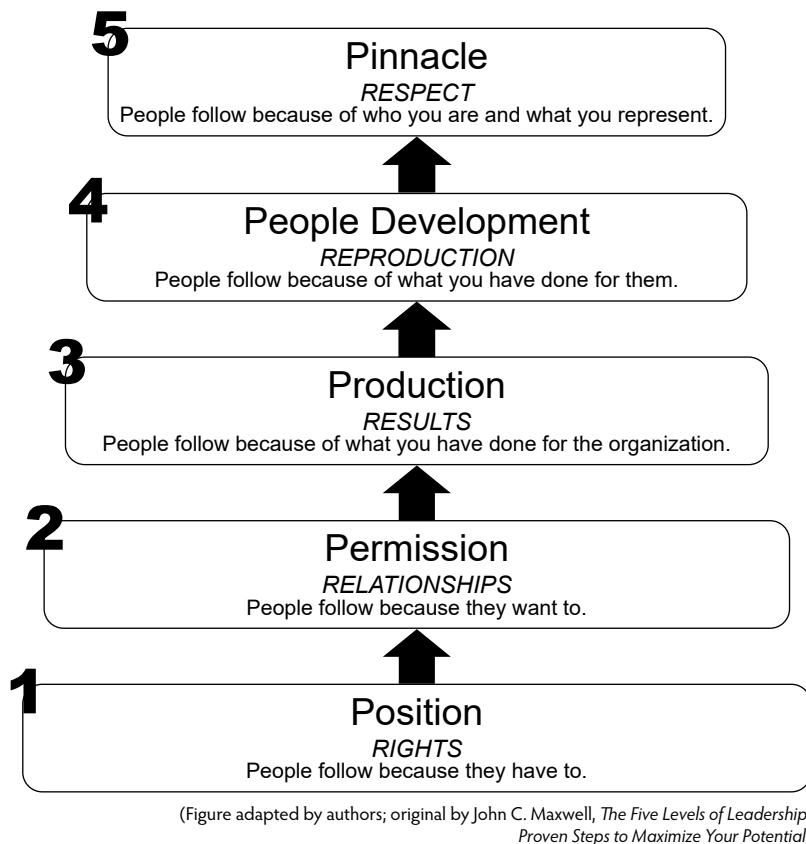 5
Pinnacle
RESPECT
People follow because of who you are and what you represent.
4
People Development
REPRODUCTION
People follow because of what you have done for them.
3
Production
RESULTS
People follow because of what you have done for the organization.
2
Permission
RELATIONSHIPS
People follow because they want to.
1
Position
RIGHTS
People follow because they have to.
(Figure adapted by authors; original by John C. Maxwell, The Five Levels of Leadership
Proven Steps to Maximize Your Potential